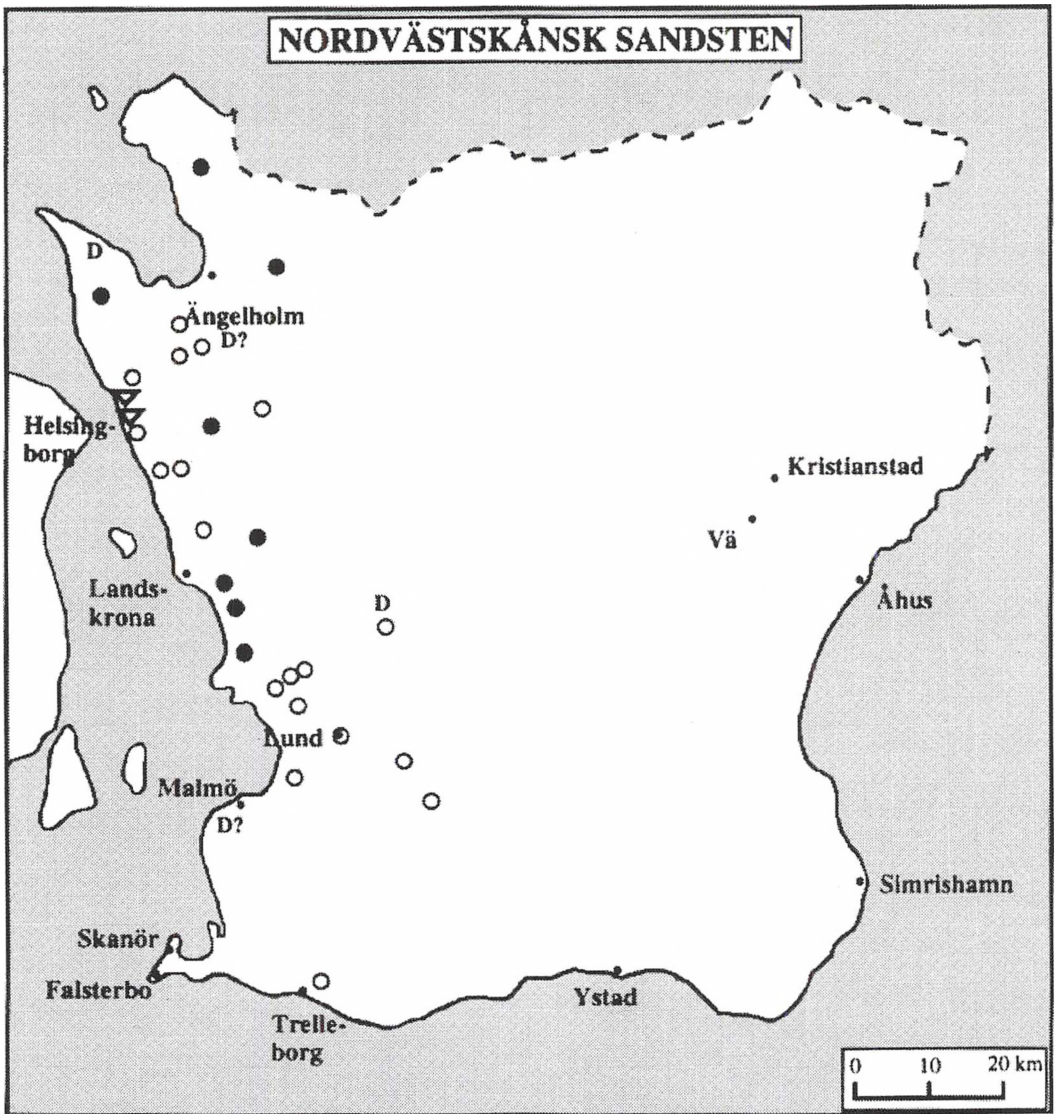 NORDVÄSTSKÅNSK SANDSTEN
D
Ängelholm
D?
Helsing-
borg
Kristianstad
Vä
Lands-
krona
D
Åhus
Lund
Malmö
D?
Simrishamn
Skanör
Falsterbo
Ystad
Trelle-
borg
0 10 20 km